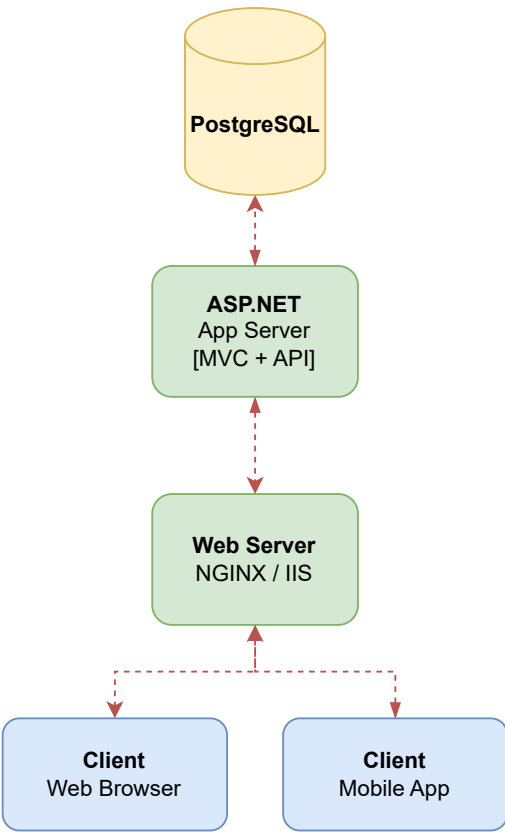 PostgreSQL
ASP.NET
App Server
[MVC + API]
Web Server
NGINX / IIS
Client
Web Browser
Client
Mobile App